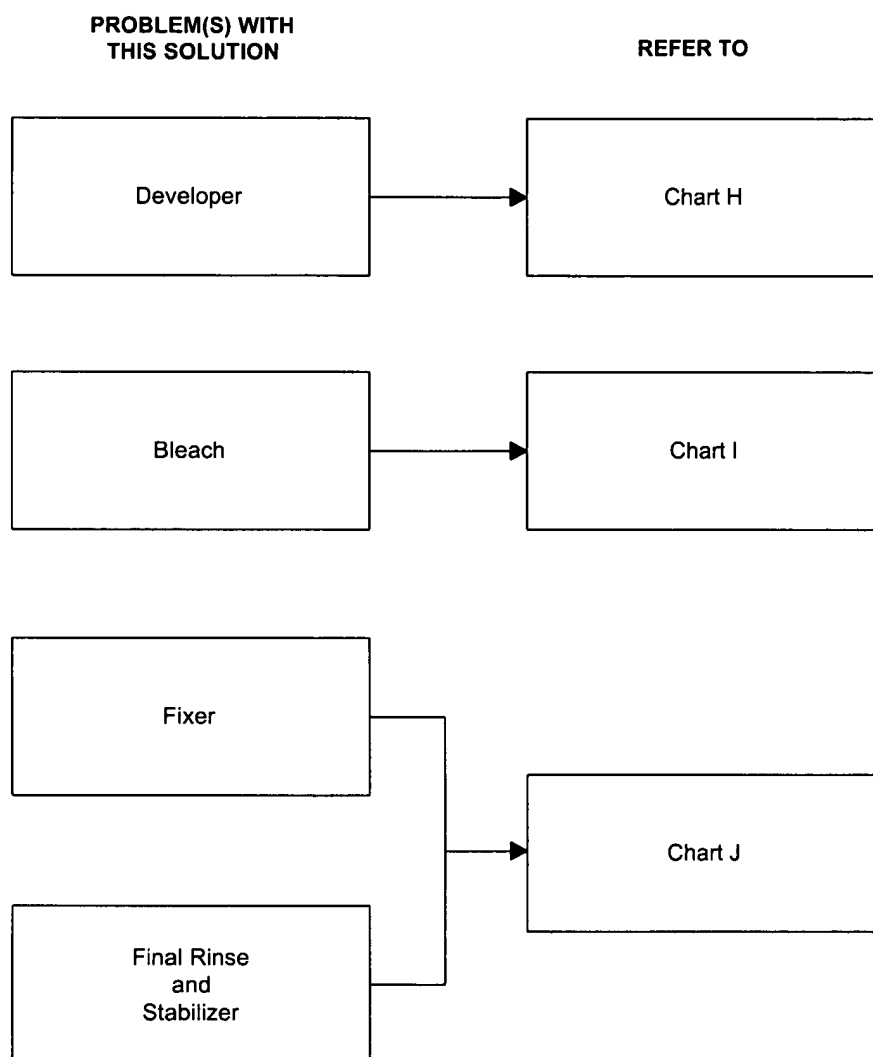 PROBLEM(S) WITH
THIS SOLUTION
REFER TO
Developer
Chart H
Bleach
Chart I
Fixer
Chart J
Final Rinse
and
Stabilizer